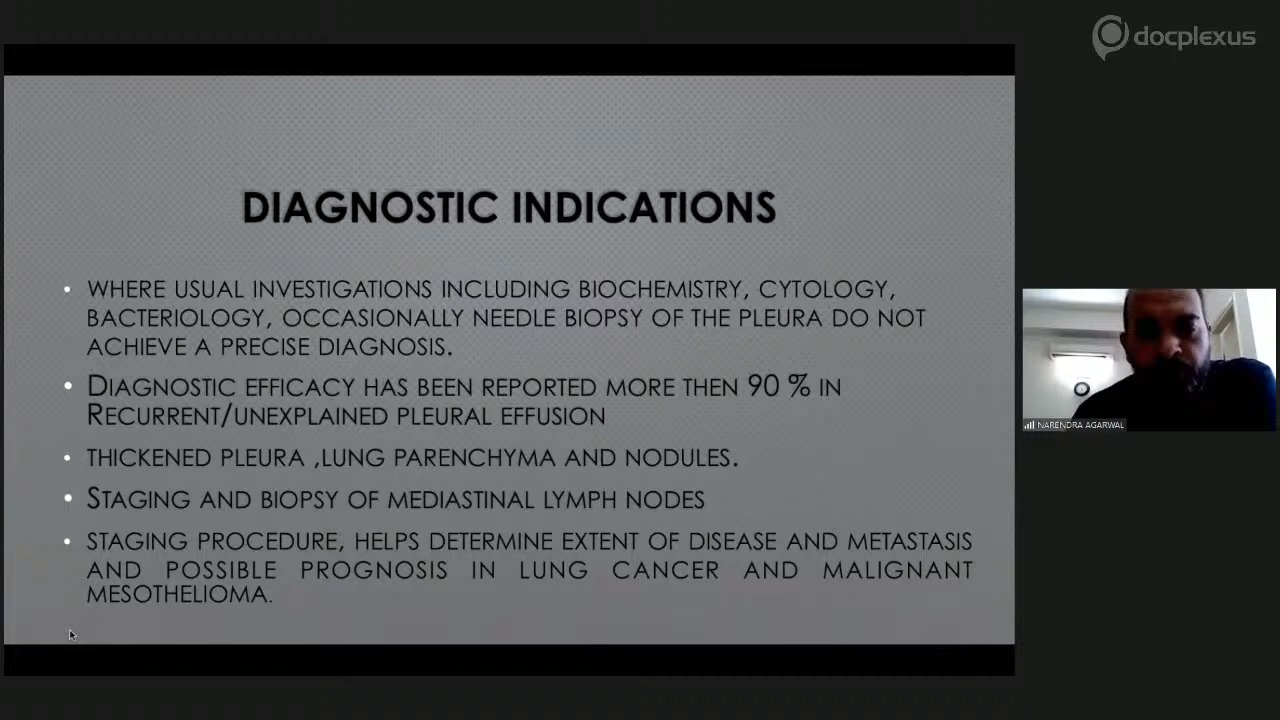 docplexus
DIAGNOSTIC INDICATIONS
• WHERE USUAL INVESTIGATIONS INCLUDING BIOCHEMISTRY, CYTOLOGY,
BACTERIOLOGY, OCCASIONALLY NEEDLE BIOPSY OF THE PLEURA DO NOT
ACHIEVE A PRECISE DIAGNOSIS.
• DIAGNOSTIC EFFICACY HAS BEEN REPORTED MORE THEN 90 % IN
RECURRENT/UNEXPLAINED PLEURAL EFFUSION
• THICKENED PLEURA ,LUNG PARENCHYMA AND NODULES.
• STAGING AND BIOPSY OF MEDIASTINAL LYMPH NODES
• STAGING PROCEDURE, HELPS DETERMINE EXTENT OF DISEASE AND METASTASIS
AND POSSIBLE PROGNOSIS IN LUNG CANCER AND MALIGNANT
MESOTHELIOMA.
NARENDRA AGARWAL